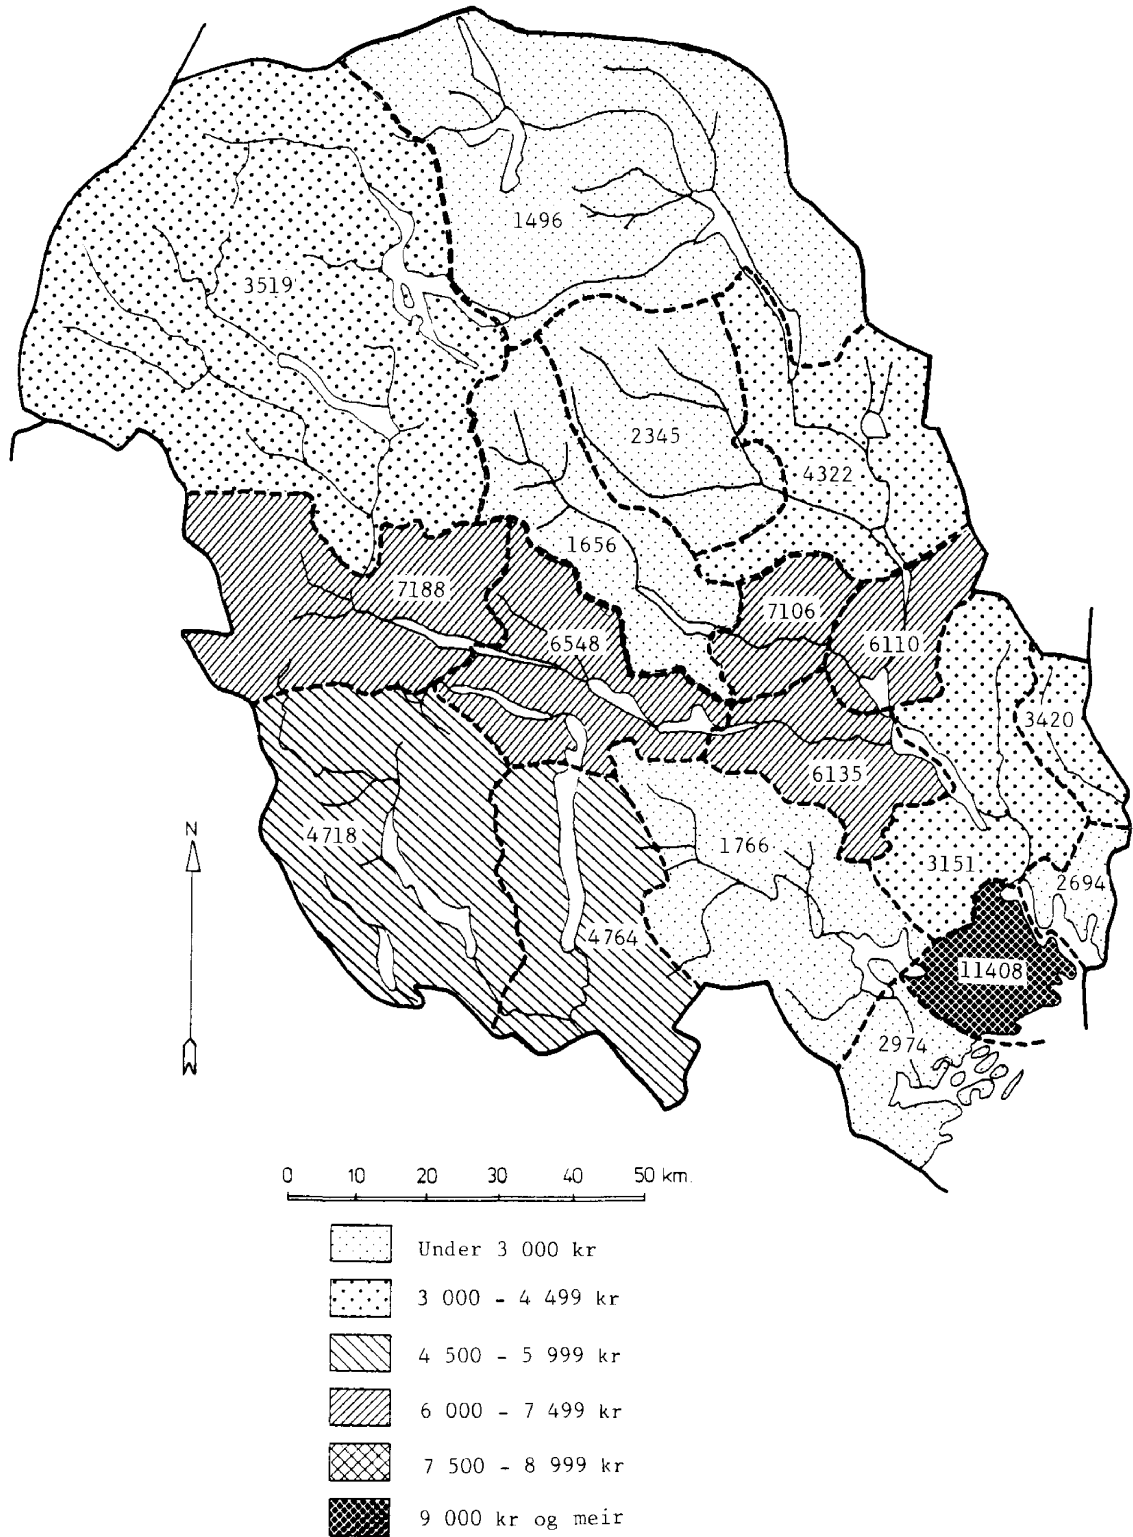 1496
3519
2345
4322
1656
7188
7106
6548
6110
3420
6135
4718
1766
3151
2694
4764
11408
2974
N
0 10 20 30 40 50 km.
Under 3 000 kr
3 000 - 4 499 kr
4 500 - 5 999 kr
6 000 - 7 499 kr
7 500 - 8 999 kr
9 000 kr og meir